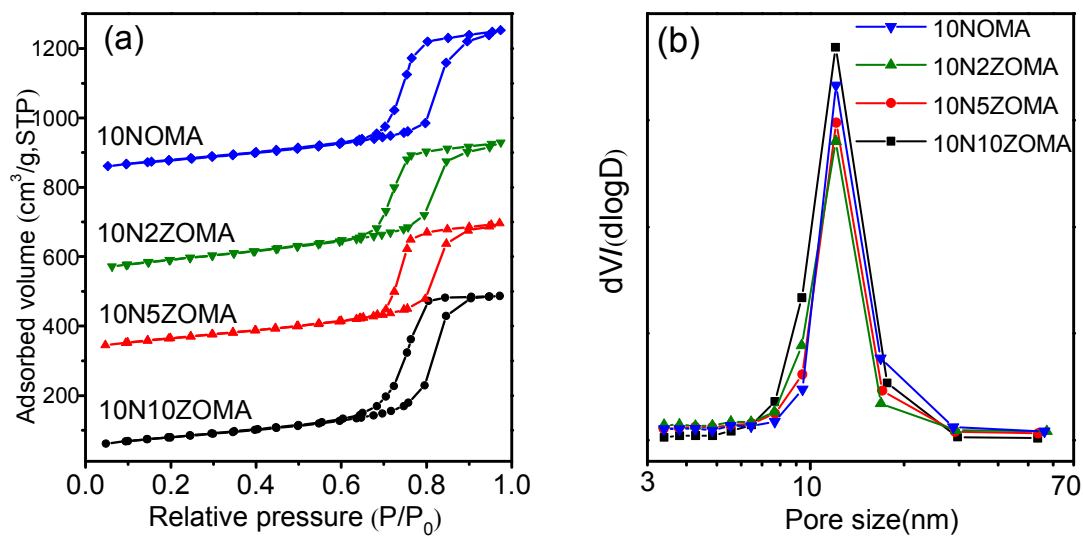 (a)
1200
1000
800
600
400
200
10NOMA
10N2ZOMA
10N5ZOMA
10N10ZOMA
0.0 0.2 0.4 0.6 0.8 1.0
Relative pressure (P/P₀)
Adsorbed volume (cm³/g,STP)
(b)
10NOMA
10N2ZOMA
10N5ZOMA
10N10ZOMA
dV/(dlogD)
3 10 70
Pore size(nm)